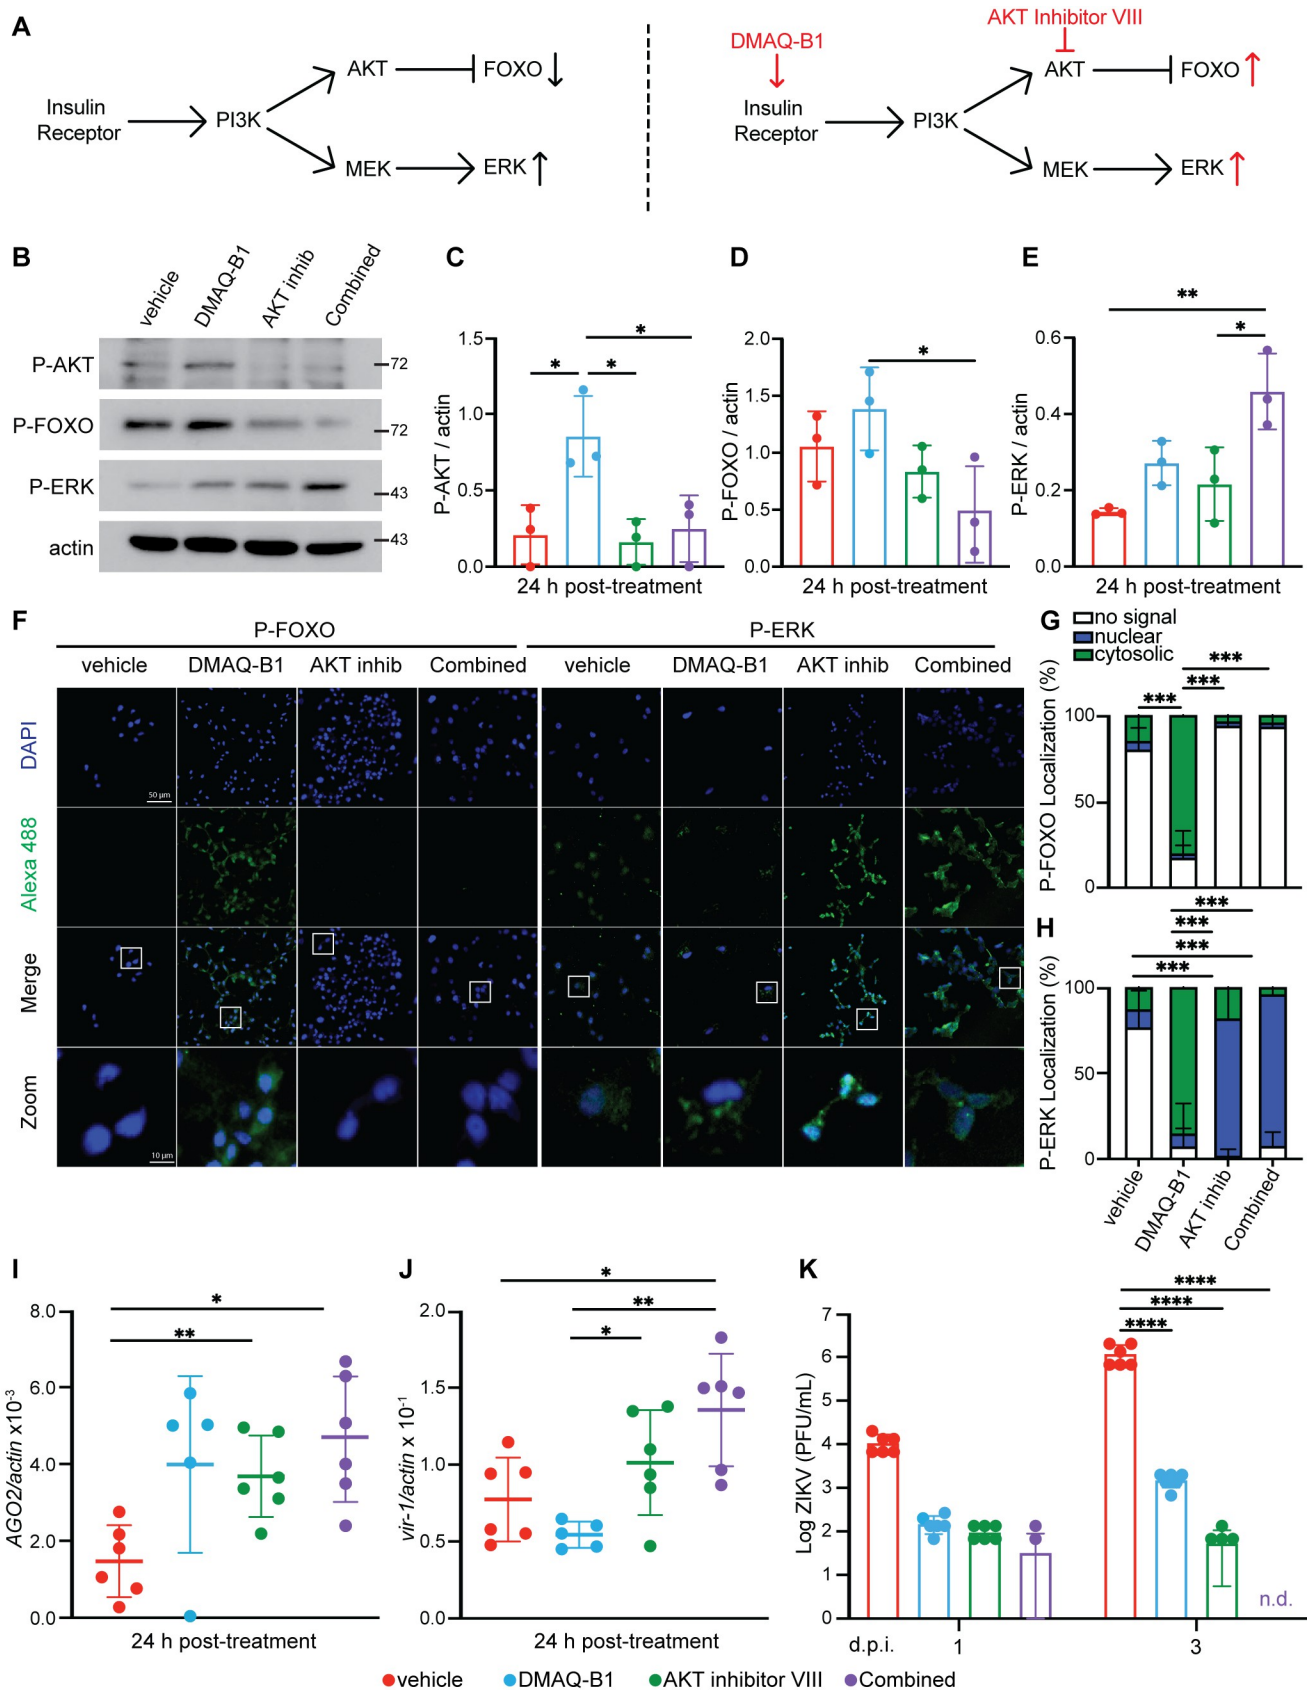 A
Insulin
Receptor
PI3K
AKT
FOXO
MEK
ERK
DMAQ-B1
AKT Inhibitor VIII
Insulin
Receptor
PI3K
AKT
FOXO
MEK
ERK
B
vehicle
DMAQ-B1
AKT inhib
Combined
P-AKT
72
P-FOXO
72
P-ERK
43
actin
43
C
P-AKT / actin
1.5
1.0
0.5
0.0
*
*
*
24 h post-treatment
D
P-FOXO / actin
2.0
1.5
1.0
0.5
0.0
*
24 h post-treatment
E
P-ERK / actin
0.6
0.4
0.2
0.0
**
*
24 h post-treatment
F
P-FOXO
P-ERK
vehicle
DMAQ-B1
AKT inhib
Combined
vehicle
DMAQ-B1
AKT inhib
Combined
DAPI
Alexa 488
Merge
Zoom
50 µm
10 µm
G
no signal
nuclear
cytosolic
P-FOXO Localization (%)
100
50
0
***
***
***
H
P-ERK Localization (%)
100
50
0
***
***
***
***
vehicle
DMAQ-B1
AKT inhib
Combined
I
AGO2/actin x10-3
8.0
6.0
4.0
2.0
0.0
*
**
24 h post-treatment
J
vir-1/actin x 10-1
2.0
1.5
1.0
0.5
0.0
*
**
*
24 h post-treatment
K
Log ZIKV (PFU/mL)
7
6
5
4
3
2
1
0
****
****
****
n.d.
d.p.i.
1
3
vehicle
DMAQ-B1
AKT inhibitor VIII
Combined